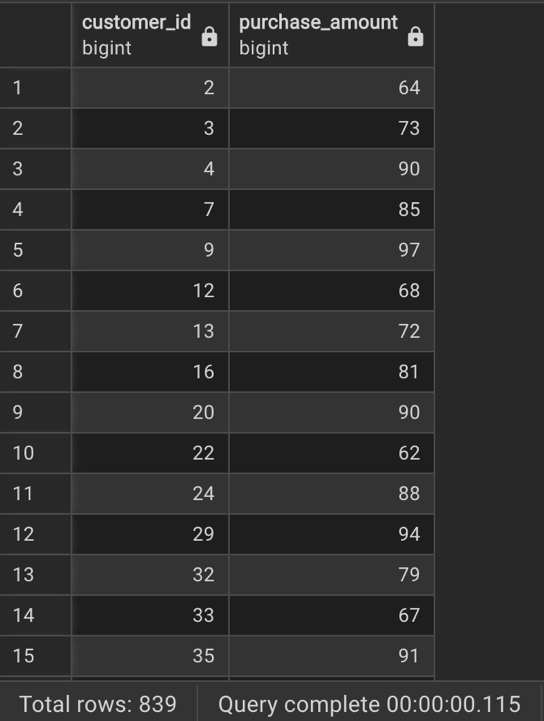 customer_id purchase_amount
bigint bigint
1 2 64
2 3 73
3 4 90
4 7 85
5 9 97
6 12 68
7 13 72
8 16 81
9 20 90
10 22 62
11 24 88
12 29 94
13 32 79
14 33 67
15 35 91
Total rows: 839 Query complete 00:00:00.115